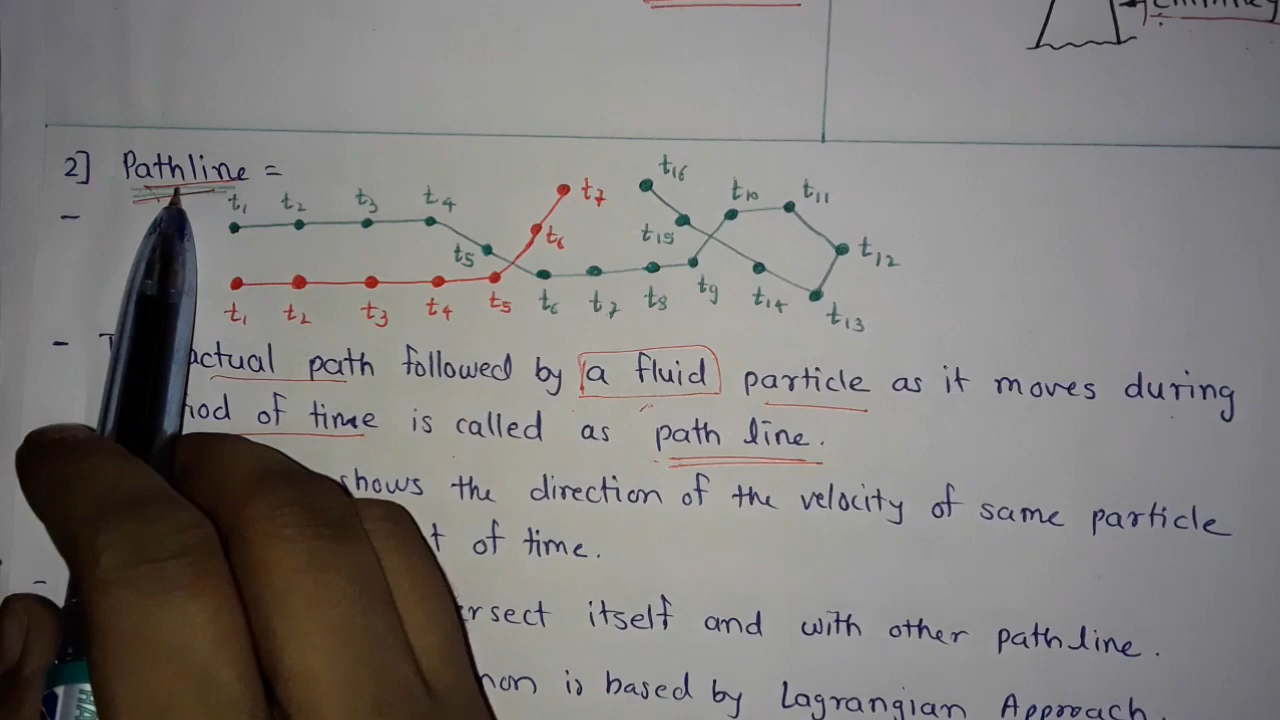 2] Pathline =
t1 t2 t3 t4 t5 t6 t7 t8 t9 t10 t11 t12 t13 t14 t15 t16
t1 t2 t3 t4 t5 t6 t7
- actual path followed by a fluid particle as it moves during
of time is called as path line.
shows the direction of the velocity of same particle
of time.
- itself and with other pathline.
is based by Lagrangian Approach.